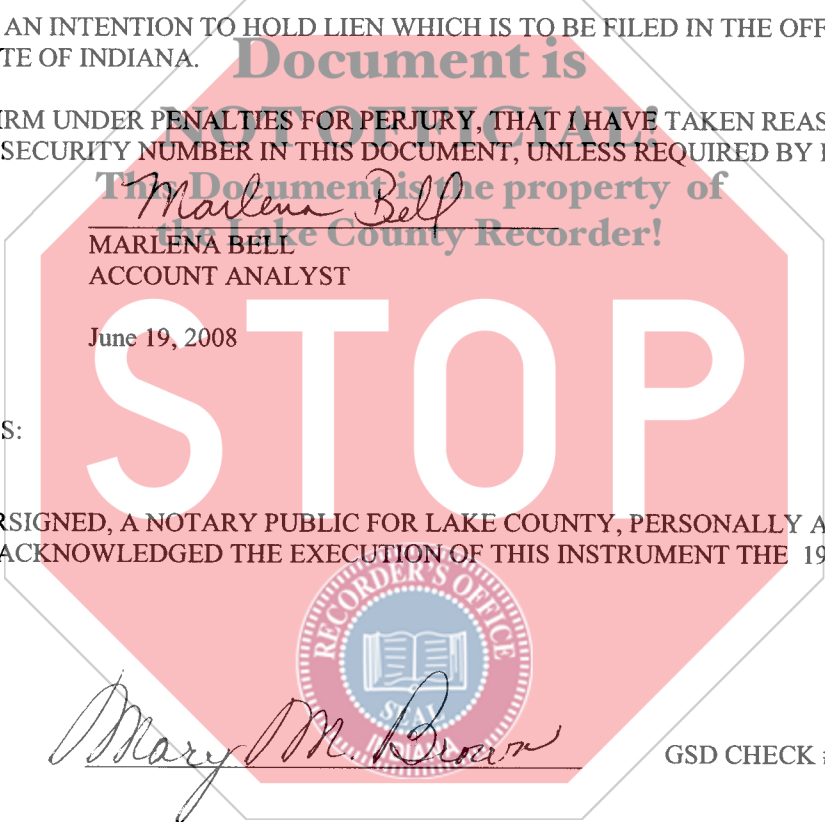 AN INTENTION TO HOLD LIEN WHICH IS TO BE FILED IN THE OFF
Document is
TE OF INDIANA.
NOT OFFICIAL!
IRM UNDER PENALTIES FOR PERJURY, THAT I HAVE TAKEN REAS
SECURITY NUMBER IN THIS DOCUMENT, UNLESS REQUIRED BY
This Document is the property of
Marlena Bell
the Lake County Recorder!
MARLENA BELL
ACCOUNT ANALYST
June 19, 2008
STOP
S:
RSIGNED, A NOTARY PUBLIC FOR LAKE COUNTY, PERSONALLY A
ACKNOWLEDGED THE EXECUTION OF THIS INSTRUMENT THE 19
RECORDER'S OFFICE
SEAL
INDIANA
Mary M. Brown
GSD CHECK